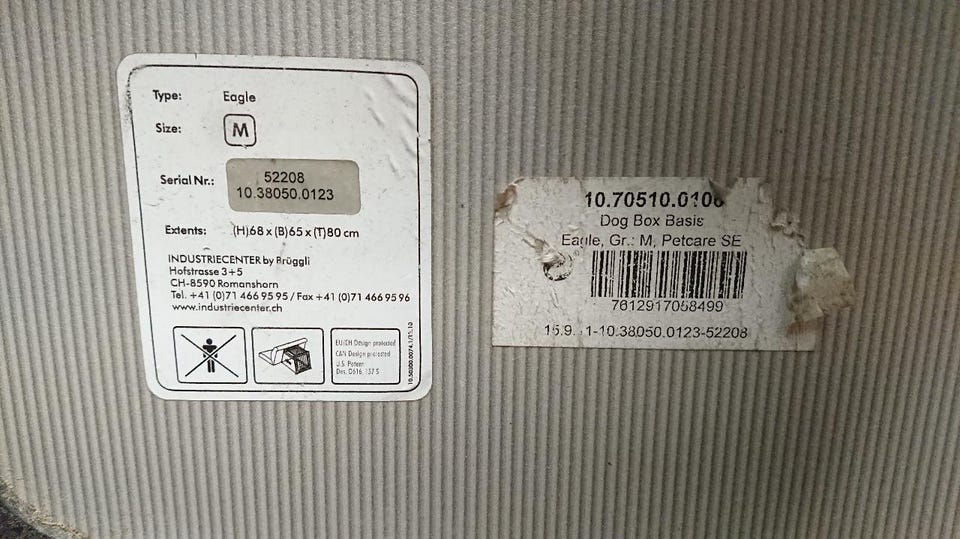 Type: Eagle
Size: M
Serial Nr.: 52208
10.38050.0123
Extents: (H)68 x (B)65 x (T)80 cm
INDUSTRIECENTER by Brüggli
Hofstrasse 3+5
CH-8590 Romanshorn
Tel. +41 (0)71 466 95 95 / Fax +41 (0)71 466 95 96
www.industriecenter.ch
EU/CH Design protected
CAN Design protected
U.S. Patent
10.70510.0100
Dog Box Basis
Eagle, Gr.: M, Petcare SE
7612917058499
-10.38050.0123-52208